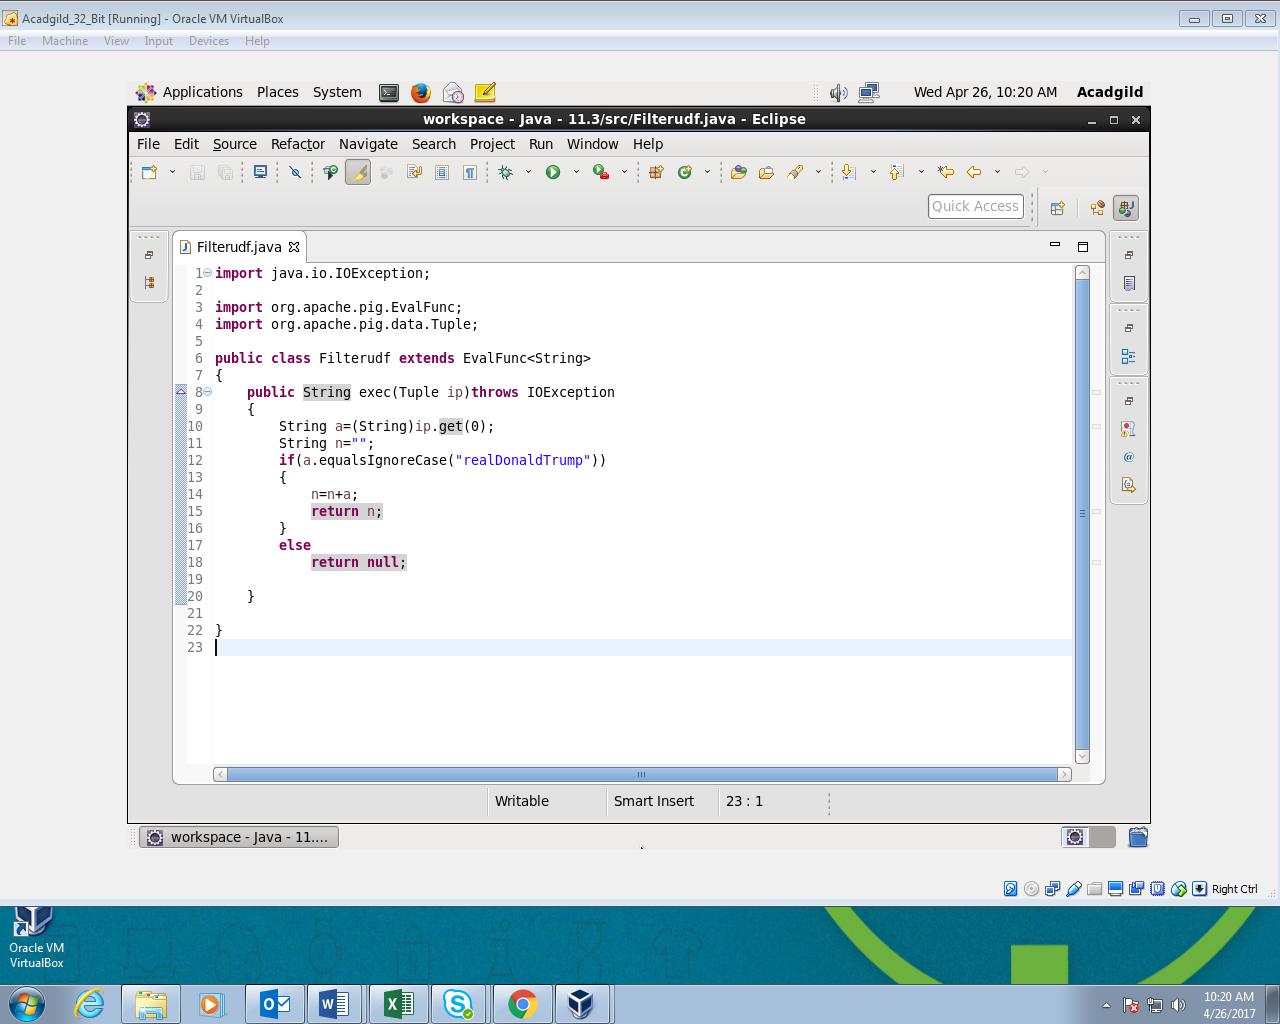 Acadgild_32_Bit [Running] - Oracle VM VirtualBox
File Machine View Input Devices Help
Applications Places System Wed Apr 26, 10:20 AM Acadgild
workspace - Java - 11.3/src/Filterudf.java - Eclipse
File Edit Source Refactor Navigate Search Project Run Window Help
Quick Access
Filterudf.java
1 import java.io.IOException;
2
3 import org.apache.pig.EvalFunc;
4 import org.apache.pig.data.Tuple;
5
6 public class Filterudf extends EvalFunc<String>
7 {
8 public String exec(Tuple ip)throws IOException
9 {
10 String a=(String)ip.get(0);
11 String n="";
12 if(a.equalsIgnoreCase("realDonaldTrump"))
13 {
14 n=n+a;
15 return n;
16 }
17 else
18 return null;
19
20 }
21
22 }
23
Writable Smart Insert 23 : 1
workspace - Java - 11....
Right Ctrl
Oracle VM
VirtualBox
10:20 AM
4/26/2017